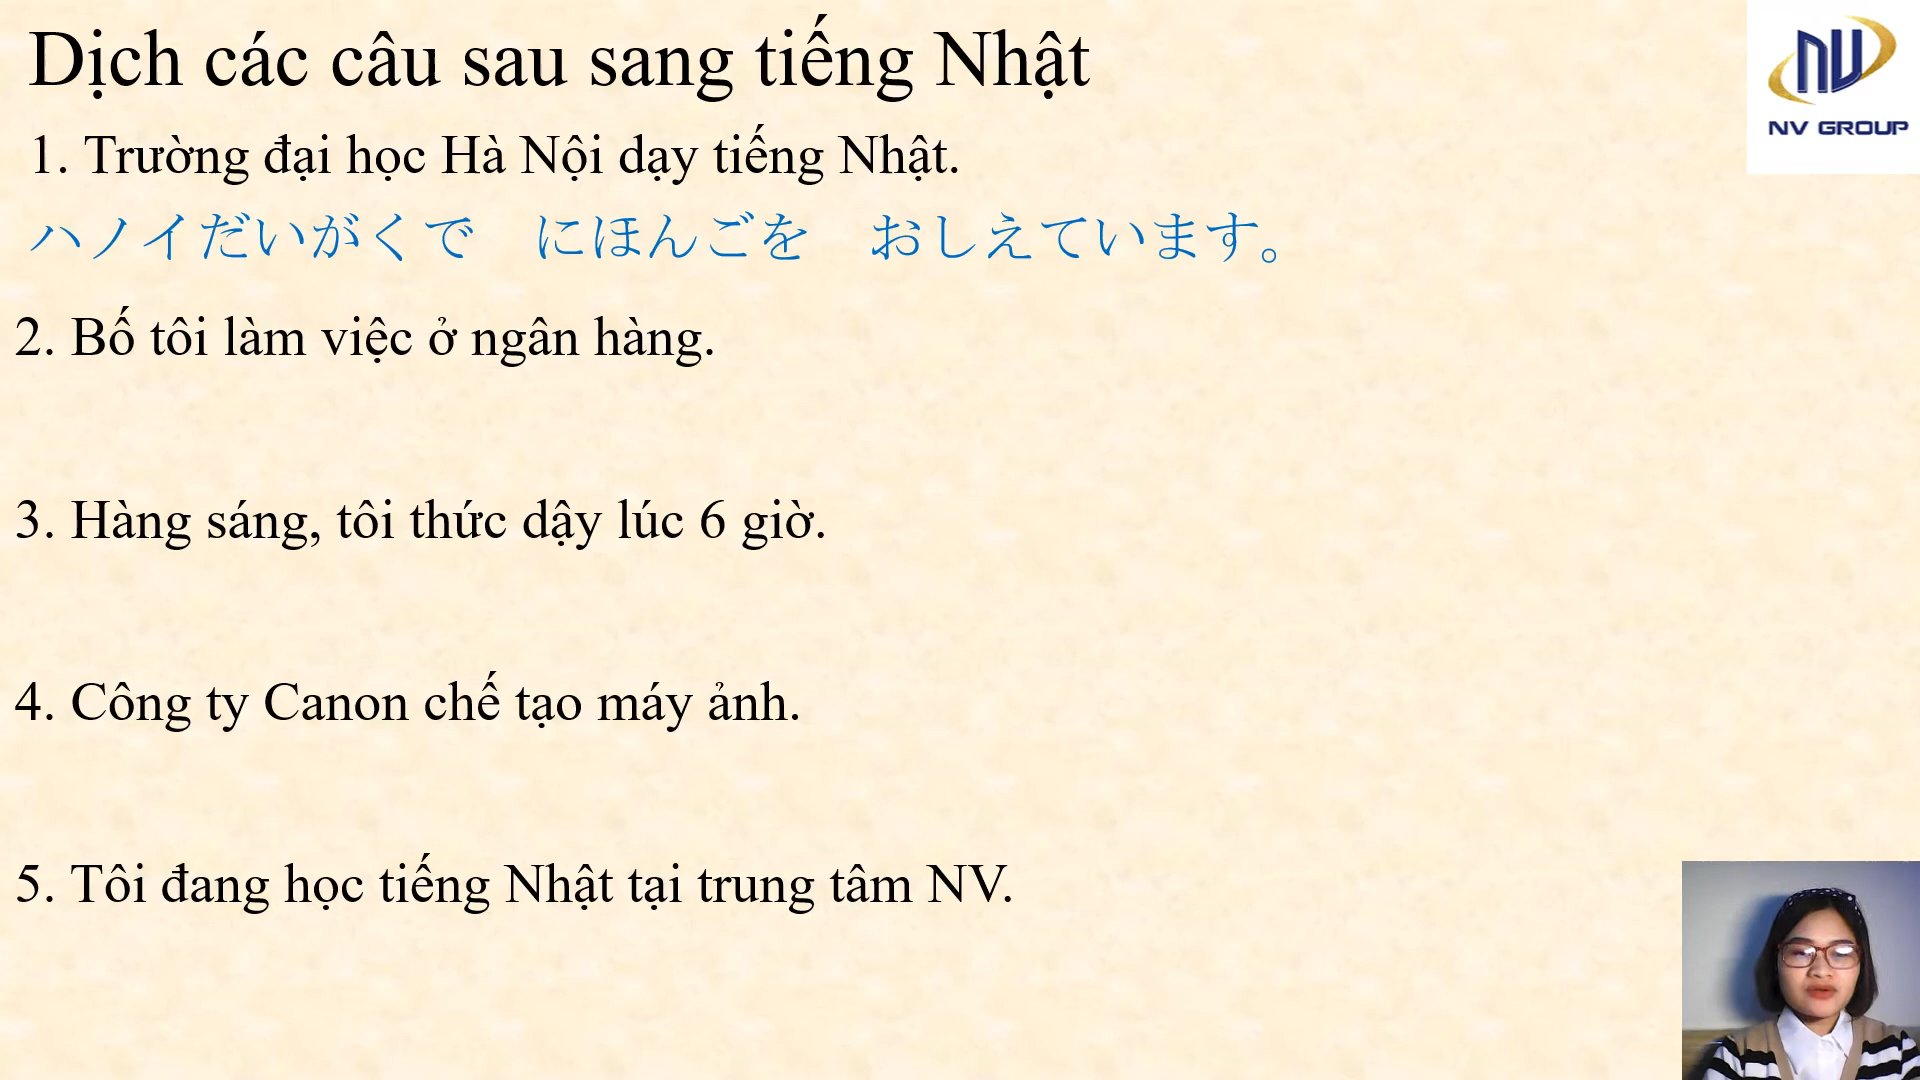 Dịch các câu sau sang tiếng Nhật
NV GROUP
1. Trường đại học Hà Nội dạy tiếng Nhật.
ハノイだいがくで　にほんごを　おしえています。
2. Bố tôi làm việc ở ngân hàng.
3. Hàng sáng, tôi thức dậy lúc 6 giờ.
4. Công ty Canon chế tạo máy ảnh.
5. Tôi đang học tiếng Nhật tại trung tâm NV.